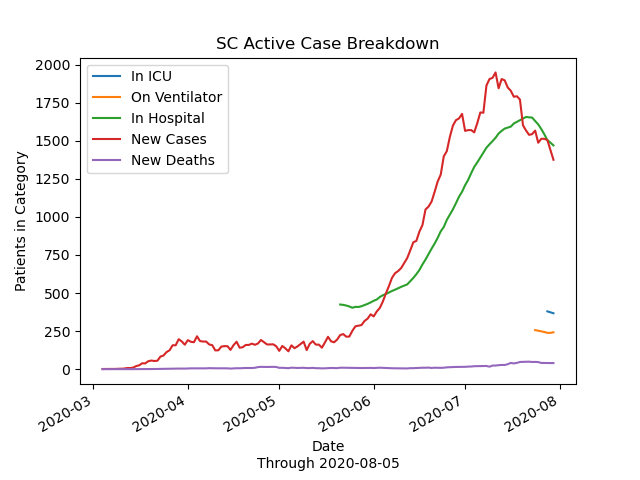 SC Active Case Breakdown
In ICU
On Ventilator
In Hospital
New Cases
New Deaths
Patients in Category
2000
1750
1500
1250
1000
750
500
250
0
2020-03
2020-04
2020-05
2020-06
2020-07
2020-08
Date
Through 2020-08-05